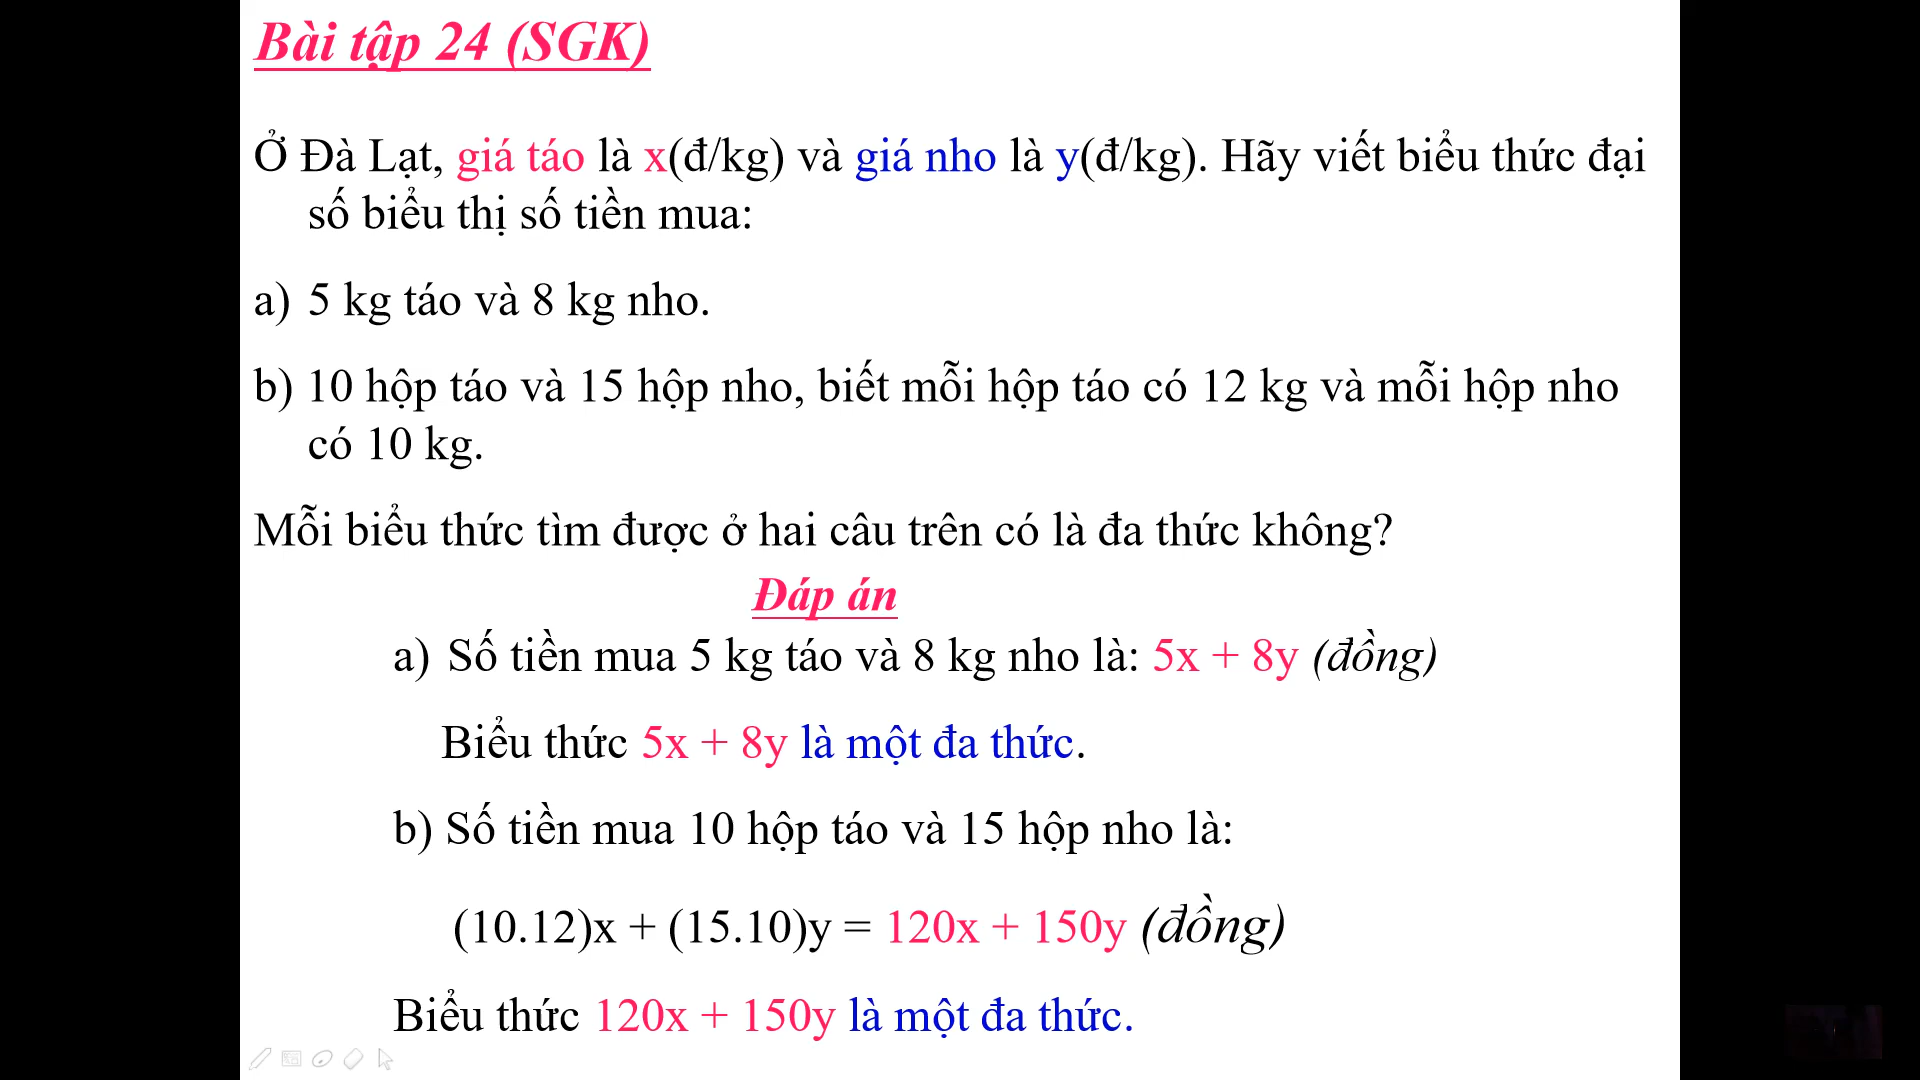 Bài tập 24 (SGK)
Ở Đà Lạt, giá táo là x(đ/kg) và giá nho là y(đ/kg). Hãy viết biểu thức đại
số biểu thị số tiền mua:
a) 5 kg táo và 8 kg nho.
b) 10 hộp táo và 15 hộp nho, biết mỗi hộp táo có 12 kg và mỗi hộp nho
có 10 kg.
Mỗi biểu thức tìm được ở hai câu trên có là đa thức không?
Đáp án
a) Số tiền mua 5 kg táo và 8 kg nho là: 5x + 8y (đồng)
Biểu thức 5x + 8y là một đa thức.
b) Số tiền mua 10 hộp táo và 15 hộp nho là:
(10.12)x + (15.10)y = 120x + 150y (đồng)
Biểu thức 120x + 150y là một đa thức.